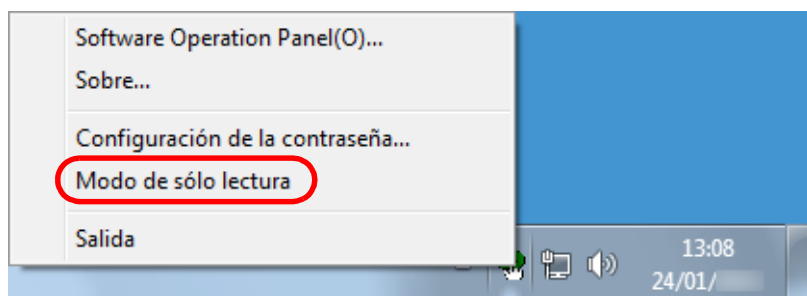 Software Operation Panel(O)...
Sobre...
Configuración de la contraseña...
Modo de sólo lectura
Salida
13:08
24/01/